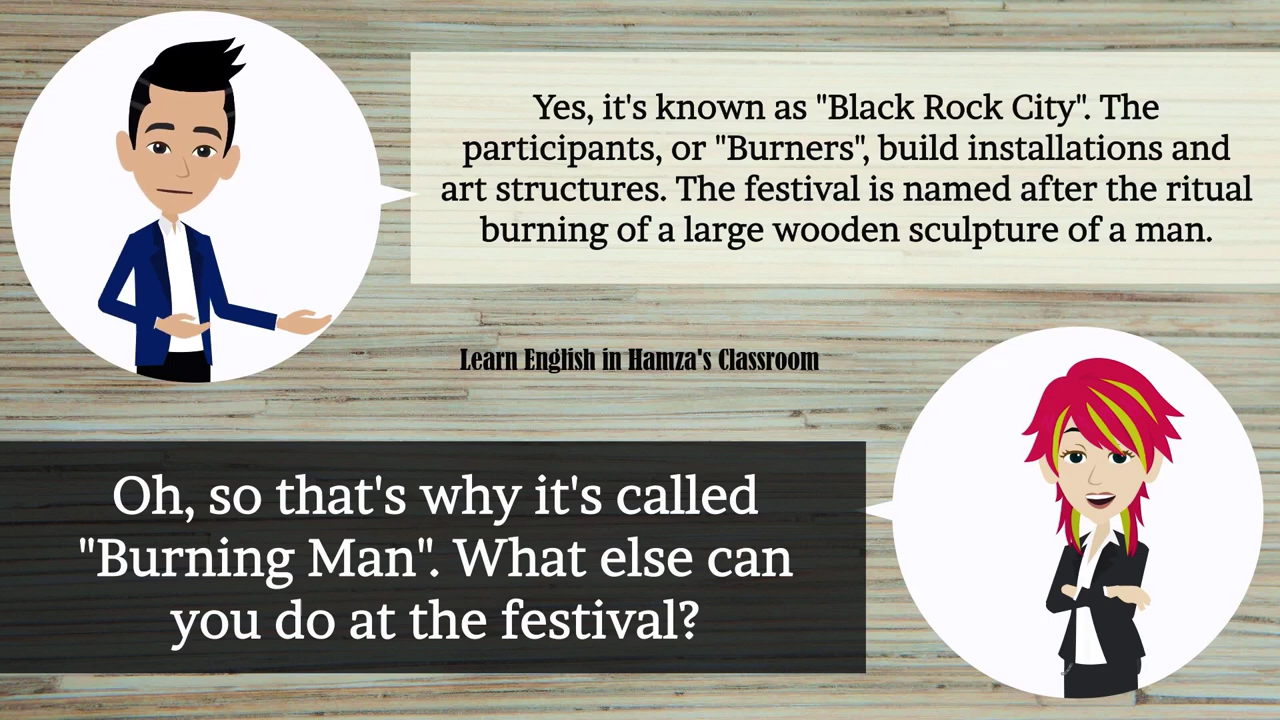 Yes, it's known as "Black Rock City". The
participants, or "Burners", build installations and
art structures. The festival is named after the ritual
burning of a large wooden sculpture of a man.
Learn English in Hamza's Classroom
Oh, so that's why it's called
"Burning Man". What else can
you do at the festival?